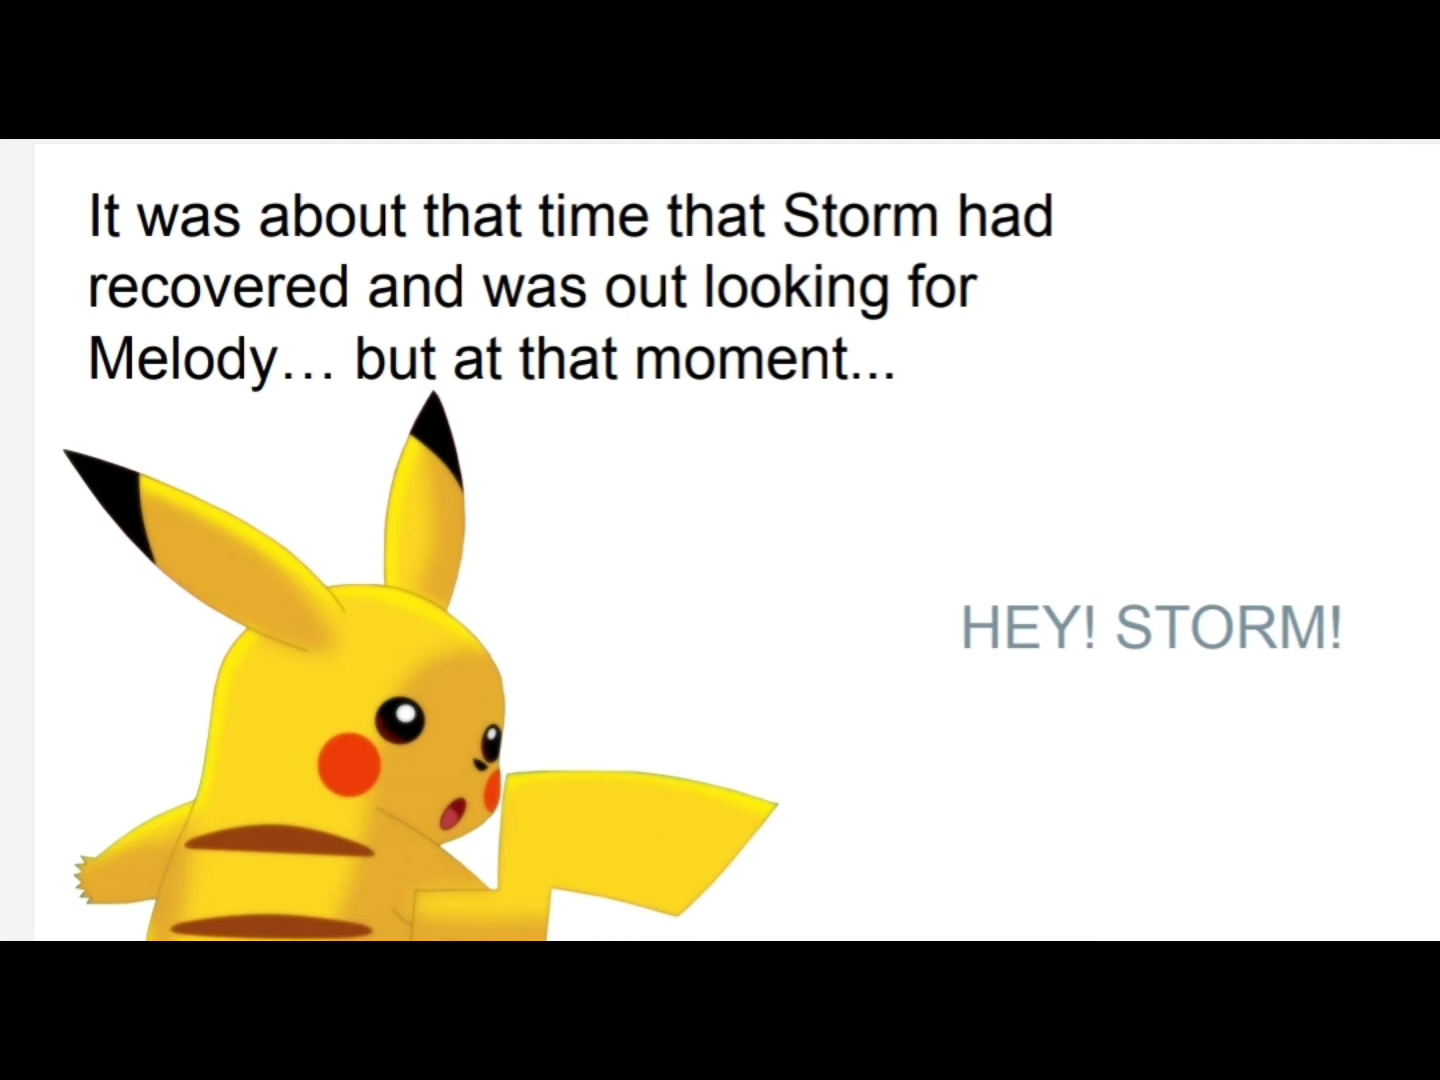 It was about that time that Storm had
recovered and was out looking for
Melody… but at that moment...
HEY! STORM!